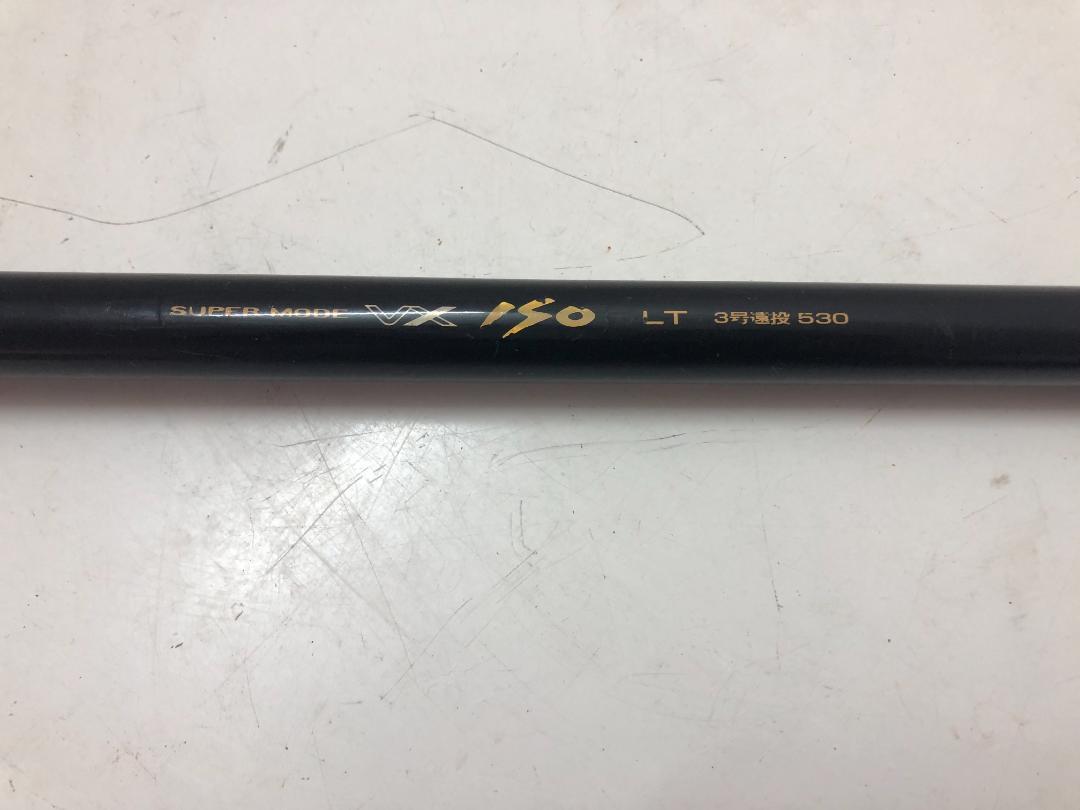 SUPER MODE VX ISO LT 3号遠投 530